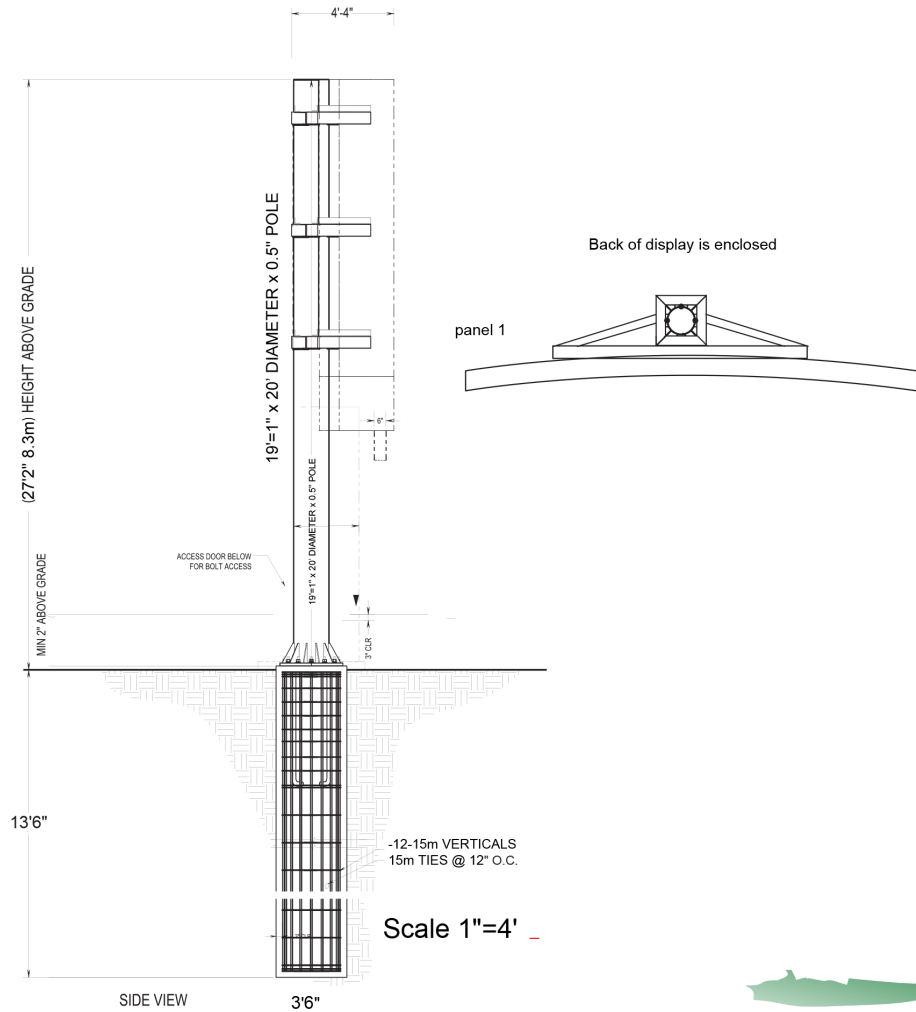 4'-4"
(27'2" 8.3m) HEIGHT ABOVE GRADE
19'=1" x 20' DIAMETER x 0.5" POLE
Back of display is enclosed
panel 1
6"
19'=1" x 20' DIAMETER x 0.5" POLE
ACCESS DOOR BELOW
FOR BOLT ACCESS
MIN 2" ABOVE GRADE
3" CLR
13'6"
-12-15m VERTICALS
15m TIES @ 12" O.C.
CLR
Scale 1"=4' _
SIDE VIEW
3'6"